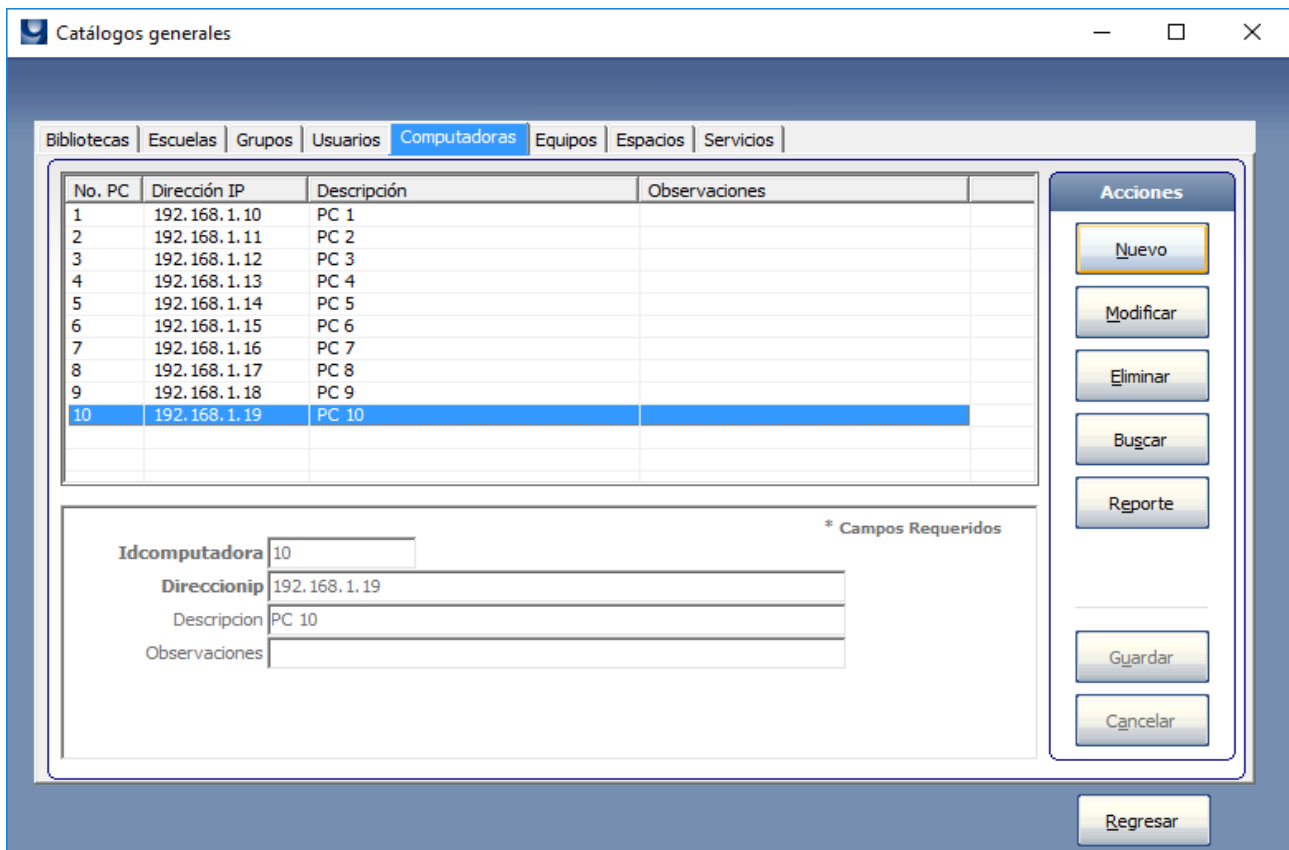 Catálogos generales
Bibliotecas Escuelas Grupos Usuarios Computadoras Equipos Espacios Servicios
No. PC Dirección IP Descripción Observaciones
1 192.168.1.10 PC 1
2 192.168.1.11 PC 2
3 192.168.1.12 PC 3
4 192.168.1.13 PC 4
5 192.168.1.14 PC 5
6 192.168.1.15 PC 6
7 192.168.1.16 PC 7
8 192.168.1.17 PC 8
9 192.168.1.18 PC 9
10 192.168.1.19 PC 10
* Campos Requeridos
Idcomputadora 10
Direccionip 192.168.1.19
Descripcion PC 10
Observaciones
Acciones
Nuevo
Modificar
Eliminar
Buscar
Reporte
Guardar
Cancelar
Regresar